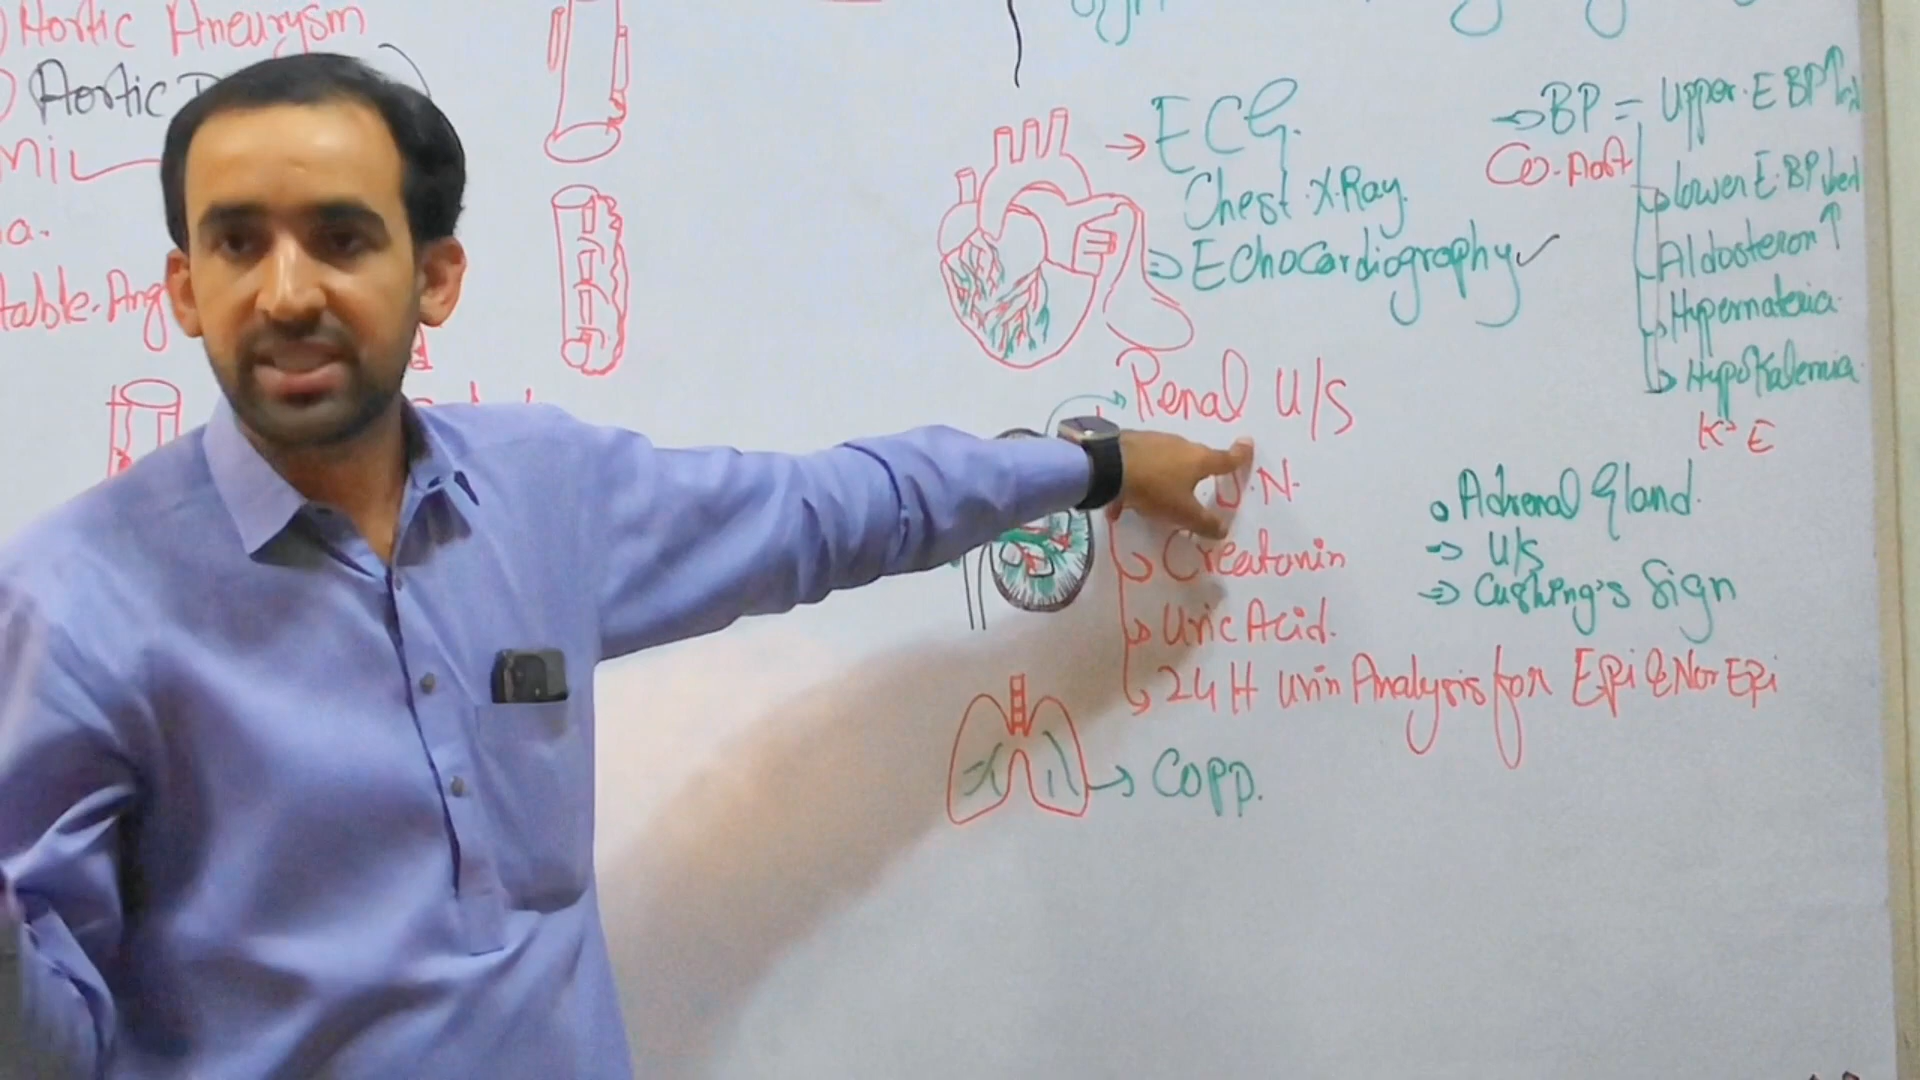 Aortic Aneurysm
Aortic
ECG.
Chest X.Ray.
Echocardiography
BP = Upper.E BP↑
Co-Aort
lower E.BP
Aldosteron ↑
Hypernateria
HypoKalemia.
Renal U/S
.N.
Creatonin
Uric Acid.
24 H Urin Analysis for Epi & Nor Epi
Adrenal Gland.
U/s
Cushing's Sign
COPD.